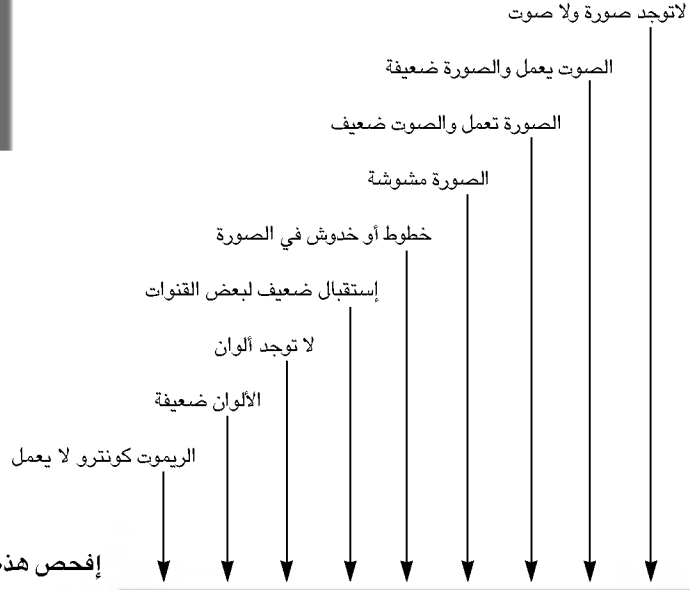 لاتوجد صورة ولا صوت
الصوت يعمل والصورة ضعيفة
الصورة تعمل والصوت ضعيف
الصورة مشوشة
خطوط أو خدوش في الصورة
إستقبال ضعيف لبعض القنوات
لا توجد ألوان
الألوان ضعيفة
الريموت كونترو لا يعمل
إفحص